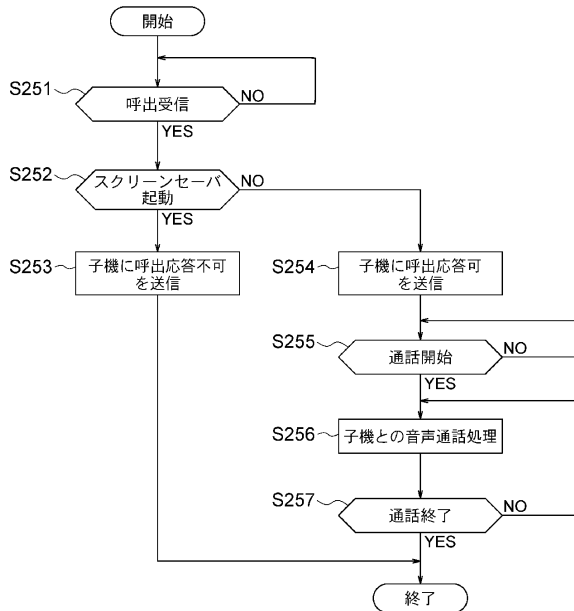 開始
S251
呼出受信
NO
YES
S252
スクリーンセーバ
起動
NO
YES
S253
子機に呼出応答不可
を送信
S254
子機に呼出応答可
を送信
S255
通話開始
NO
YES
S256
子機との音声通話処理
S257
通話終了
NO
YES
終了